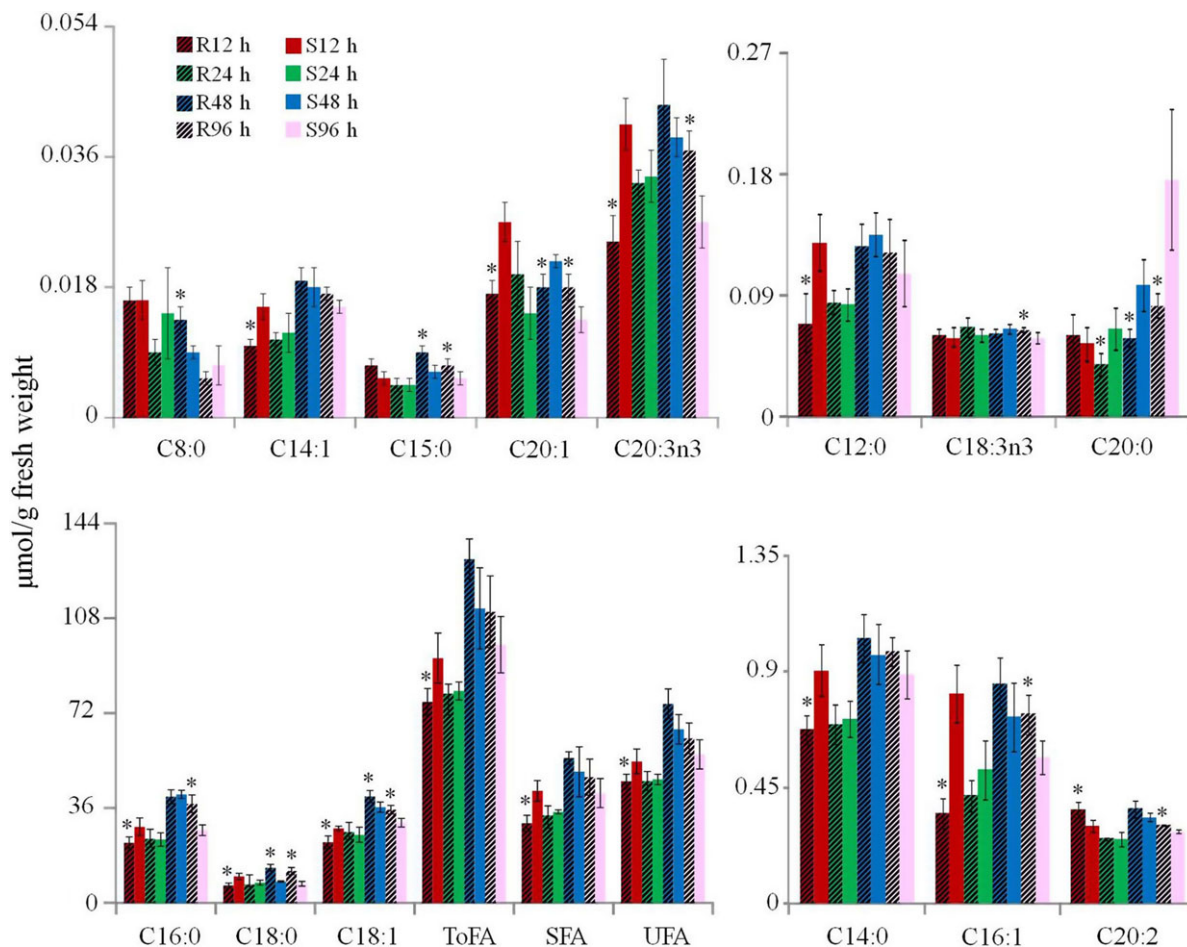 µmol/g fresh weight
0.054
0.036
0.018
0
R12 h S12 h
R24 h S24 h
R48 h S48 h
R96 h S96 h
* * * * * * * * *
C8:0 C14:1 C15:0 C20:1 C20:3n3
0.27
0.18
0.09
0
* * * * *
C12:0 C18:3n3 C20:0
144
108
72
36
0
* * * * * * * * * * *
C16:0 C18:0 C18:1 ToFA SFA UFA
1.35
0.9
0.45
0
* * * * *
C14:0 C16:1 C20:2